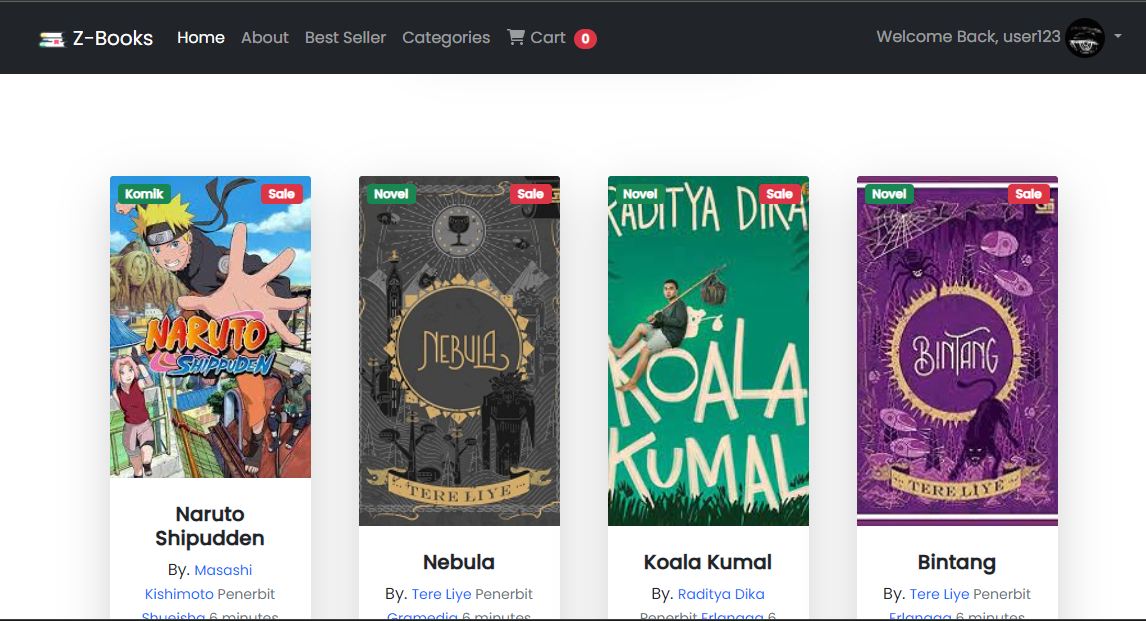 Z-Books Home About Best Seller Categories Cart 0 Welcome Back, user123
Komik Sale
NARUTO
SHIPPUDEN
Naruto
Shipudden
By. Masashi
Kishimoto Penerbit
Shueisha 6 minutes
Novel Sale
NEBULA
TERE LIYE
Nebula
By. Tere Liye Penerbit
Gramedia 6 minutes
Novel Sale
RADITYA DIKA
KOALA
KUMAL
Koala Kumal
By. Raditya Dika
Penerbit Erlangga 6
Novel Sale
BINTANG
TERE LIYE
Bintang
By. Tere Liye Penerbit
Erlangga 6 minutes